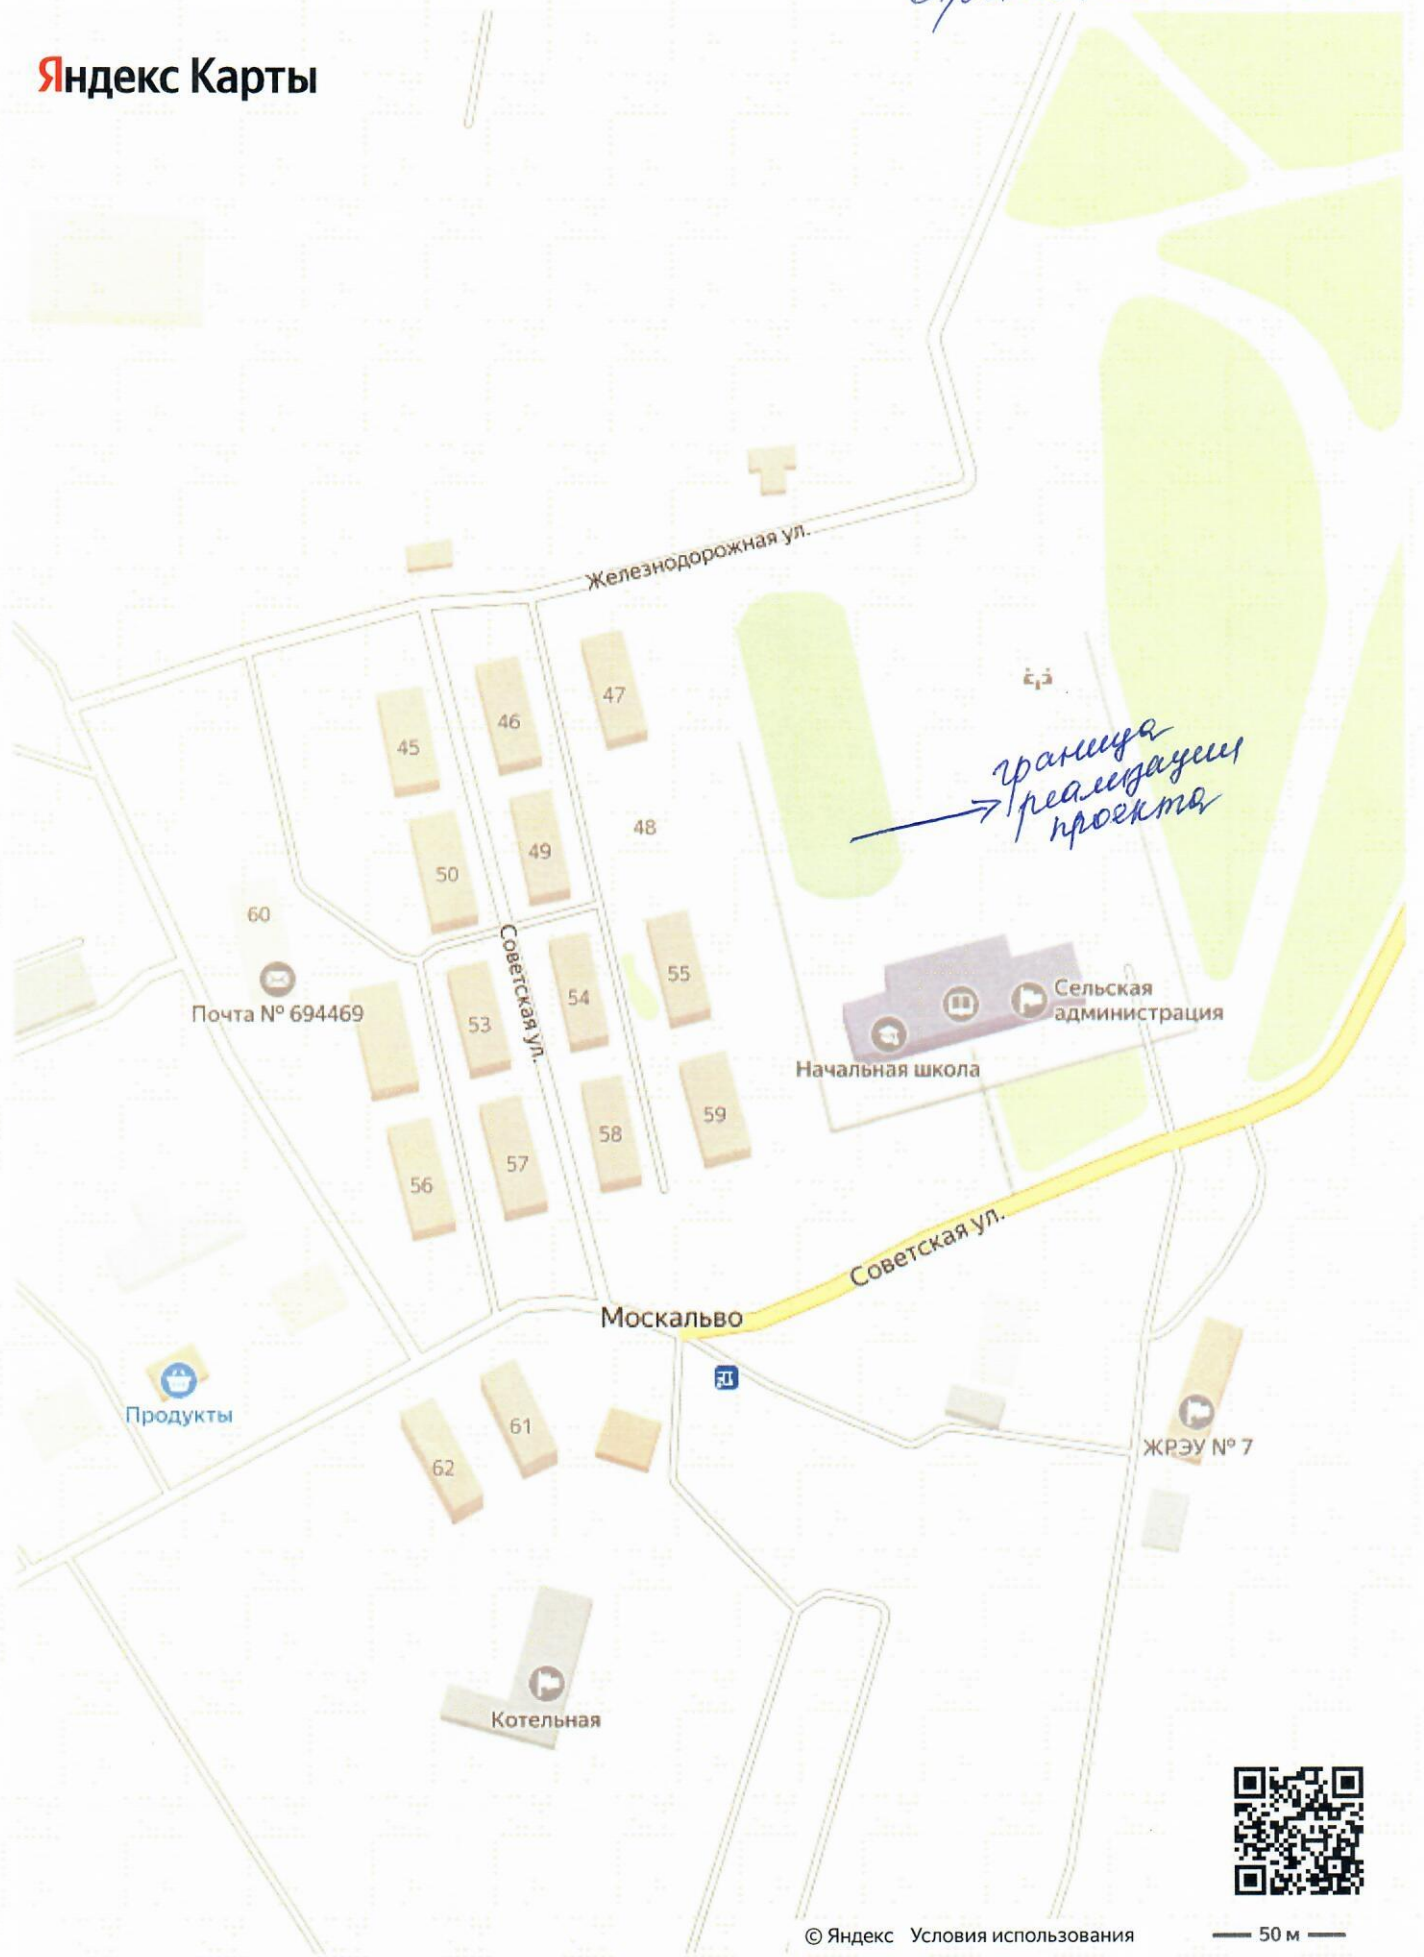 Яндекс Карты
Железнодорожная ул.
47
46
45
граница
реализации
проекта
48
49
50
60
Советская ул.
55
54
53
Почта № 694469
Сельская
администрация
Начальная школа
59
58
57
56
Советская ул.
Москальво
Продукты
61
62
ЖРЭУ № 7
Котельная
© Яндекс Условия использования
50 м